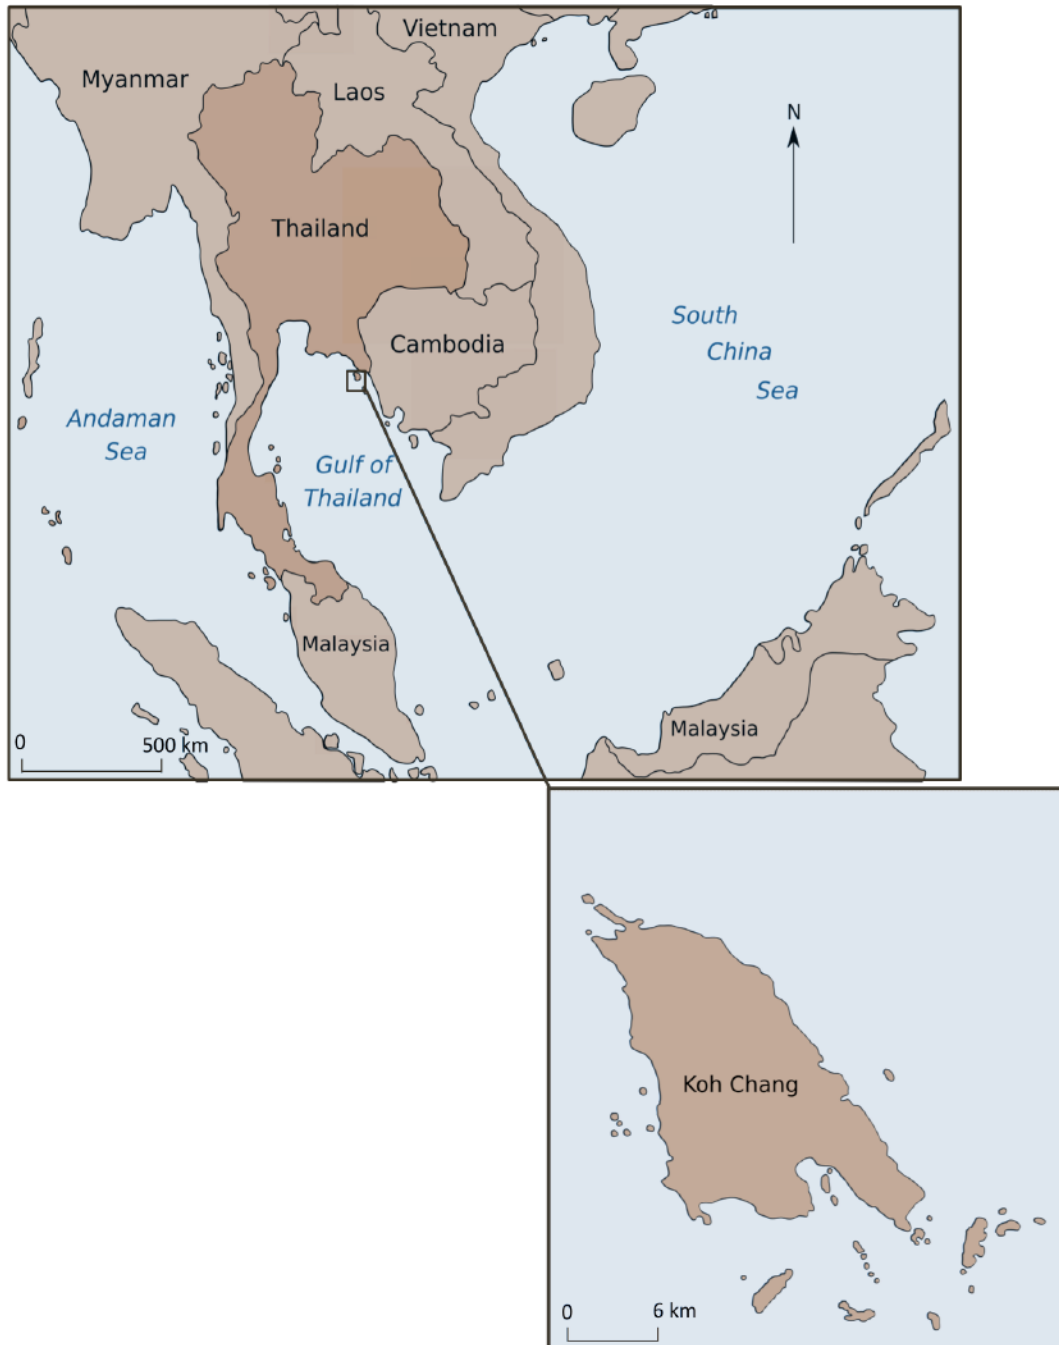 Vietnam
Myanmar
Laos
N
Thailand
South
China
Sea
Cambodia
Andaman
Sea
Gulf of
Thailand
Malaysia
Malaysia
0 500 km
Koh Chang
0 6 km